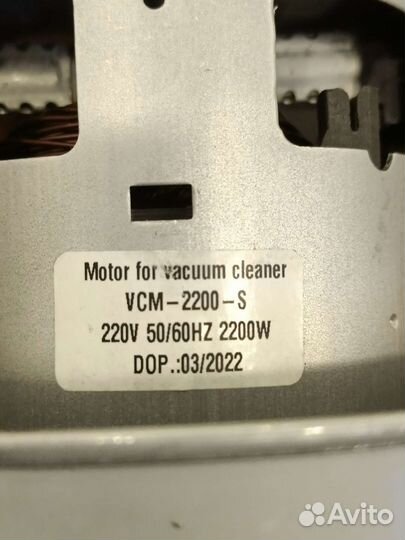 Motor for vacuum cleaner
VCM-2200-S
220V 50/60HZ 2200W
DOP.:03/2022
Avito